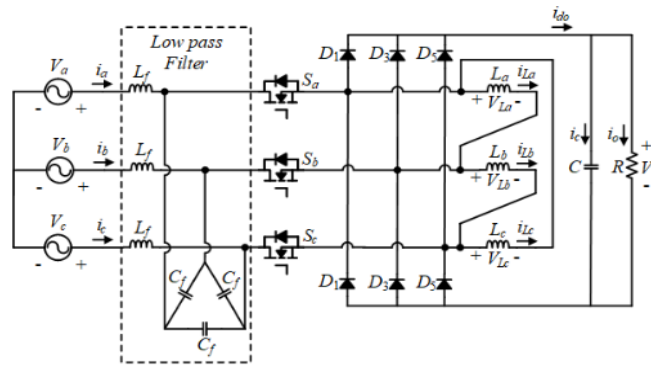 Low pass
Filter
V_a
i_a
L_f
S_a
D_1
D_3
D_5
L_a
i_La
+ V_La -
i_do
- +
V_b
i_b
L_f
S_b
L_b
i_Lb
+ V_Lb -
i_c
C
i_o
R
+
V
-
- +
V_c
i_c
L_f
S_c
L_c
i_Lc
+ V_Lc -
- +
C_f
C_f
C_f
D_1
D_3
D_5